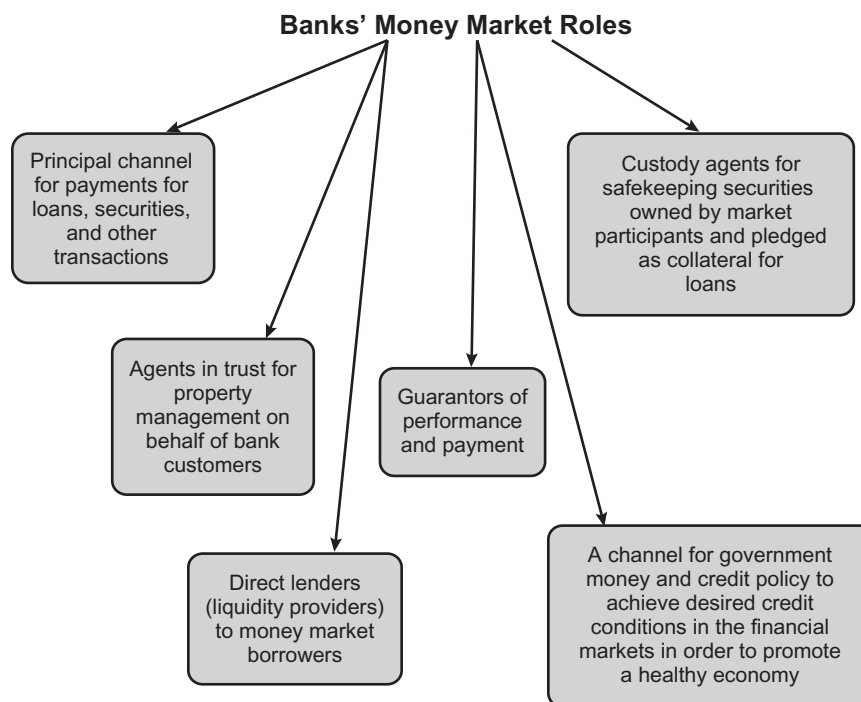 Banks’ Money Market Roles
Principal channel
for payments for
loans, securities,
and other
transactions
Custody agents for
safekeeping securities
owned by market
participants and pledged
as collateral for
loans
Agents in trust for
property
management on
behalf of bank
customers
Guarantors of
performance
and payment
Direct lenders
(liquidity providers)
to money market
borrowers
A channel for government
money and credit policy to
achieve desired credit
conditions in the financial
markets in order to promote
a healthy economy